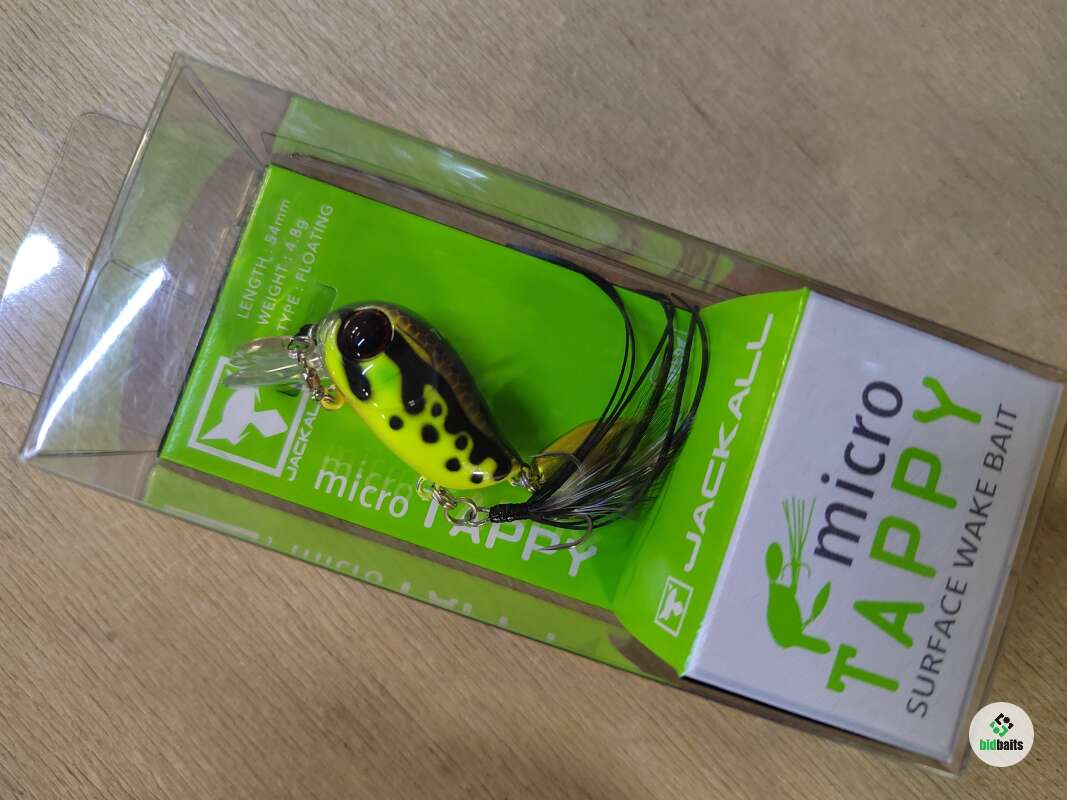 LENGTH : 54mm
WEIGHT : 4.8g
TYPE : FLOATING
JACKALL
micro TAPPY
JACKALL
micro
TAPPY
SURFACE WAKE BAIT
bidbaits